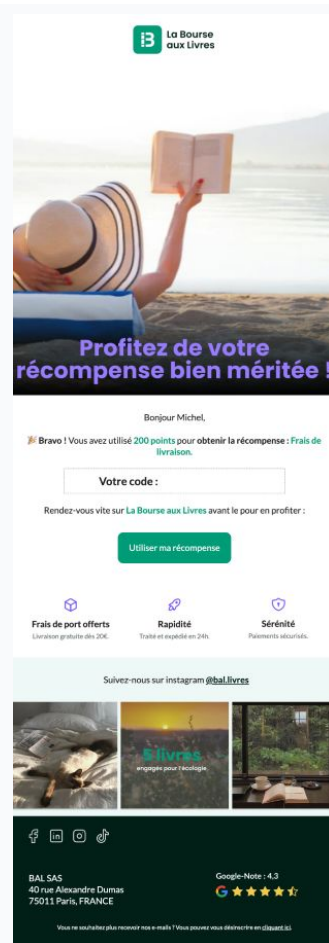 La Bourse
aux Livres
Profitez de votre
récompense bien méritée !
Bonjour Michel,
🎉 Bravo ! Vous avez utilisé 200 points pour obtenir la récompense : Frais de
livraison.
Votre code :
Rendez-vous vite sur La Bourse aux Livres avant le pour en profiter :
Utiliser ma récompense
Frais de port offerts
Livraison gratuite dès 20€.
Rapidité
Traité et expédié en 24h.
Sérénité
Paiements sécurisés.
Suivez-nous sur instagram @bal.livres
5 livres
engagés pour l'écologie
BAL SAS
40 rue Alexandre Dumas
75011 Paris, FRANCE
Google-Note : 4,3
Vous ne souhaitez plus recevoir nos e-mails ? Vous pouvez vous désinscrire en cliquant ici.